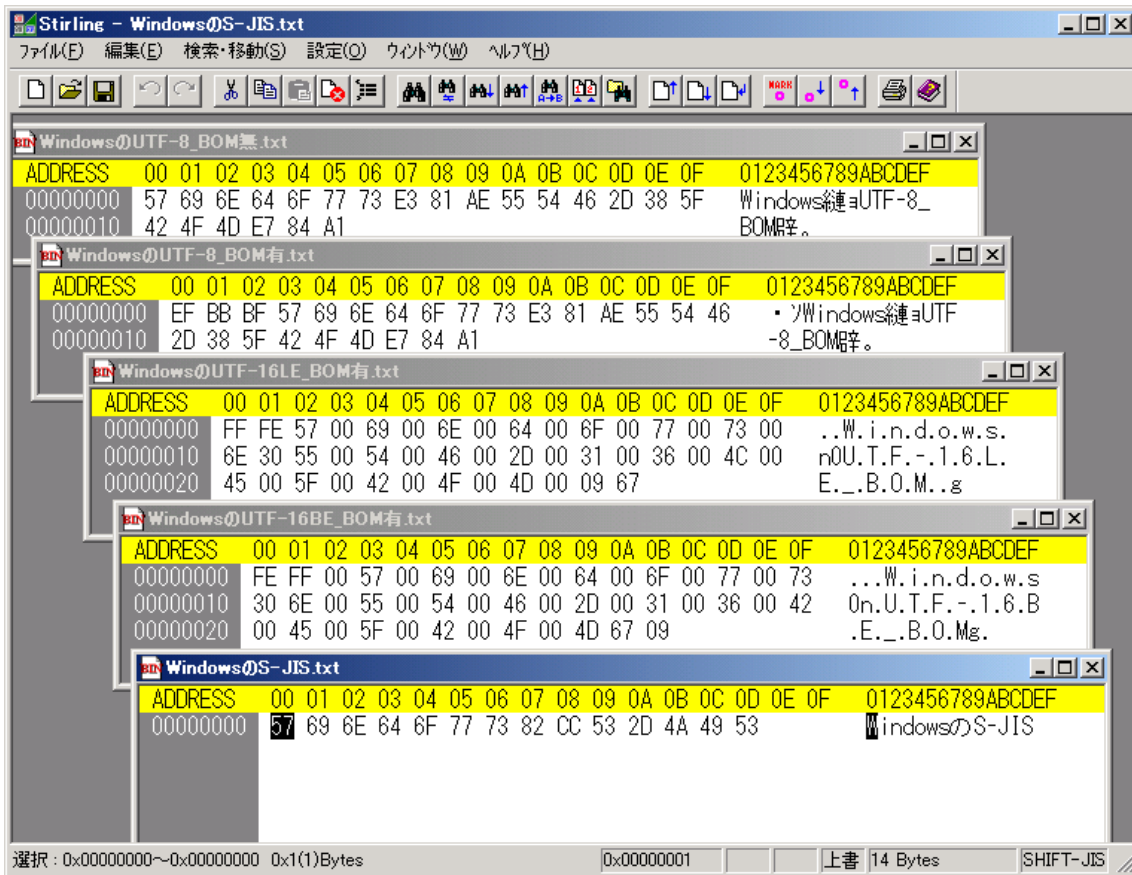 Stirling - WindowsのS-JIS.txt
ﾌｧｲﾙ(F) 編集(E) 検索・移動(S) 設定(O) ｳｨﾝﾄﾞｳ(W) ﾍﾙﾌﾟ(H)
MARK
A→B
BIN WindowsのUTF-8_BOM無.txt
ADDRESS 00 01 02 03 04 05 06 07 08 09 0A 0B 0C 0D 0E 0F 0123456789ABCDEF
00000000 57 69 6E 64 6F 77 73 E3 81 AE 55 54 46 2D 38 5F Windows縺ｮUTF-8_
00000010 42 4F 4D E7 84 A1 BOM辟｡
BIN WindowsのUTF-8_BOM有.txt
ADDRESS 00 01 02 03 04 05 06 07 08 09 0A 0B 0C 0D 0E 0F 0123456789ABCDEF
00000000 EF BB BF 57 69 6E 64 6F 77 73 E3 81 AE 55 54 46 ・ｿWindows縺ｮUTF
00000010 2D 38 5F 42 4F 4D E7 84 A1 -8_BOM辟｡
BIN WindowsのUTF-16LE_BOM有.txt
ADDRESS 00 01 02 03 04 05 06 07 08 09 0A 0B 0C 0D 0E 0F 0123456789ABCDEF
00000000 FF FE 57 00 69 00 6E 00 64 00 6F 00 77 00 73 00 ..W.i.n.d.o.w.s.
00000010 6E 30 55 00 54 00 46 00 2D 00 31 00 36 00 4C 00 n0U.T.F.-.1.6.L.
00000020 45 00 5F 00 42 00 4F 00 4D 00 09 67 E._.B.O.M..g
BIN WindowsのUTF-16BE_BOM有.txt
ADDRESS 00 01 02 03 04 05 06 07 08 09 0A 0B 0C 0D 0E 0F 0123456789ABCDEF
00000000 FE FF 00 57 00 69 00 6E 00 64 00 6F 00 77 00 73 ...W.i.n.d.o.w.s
00000010 30 6E 00 55 00 54 00 46 00 2D 00 31 00 36 00 42 0n.U.T.F.-.1.6.B
00000020 00 45 00 5F 00 42 00 4F 00 4D 67 09 .E._.B.O.Mg.
BIN WindowsのS-JIS.txt
ADDRESS 00 01 02 03 04 05 06 07 08 09 0A 0B 0C 0D 0E 0F 0123456789ABCDEF
00000000 57 69 6E 64 6F 77 73 82 CC 53 2D 4A 49 53 WindowsのS-JIS
選択 : 0x00000000～0x00000000 0x1(1)Bytes 0x00000001 上書 14 Bytes SHIFT-JIS